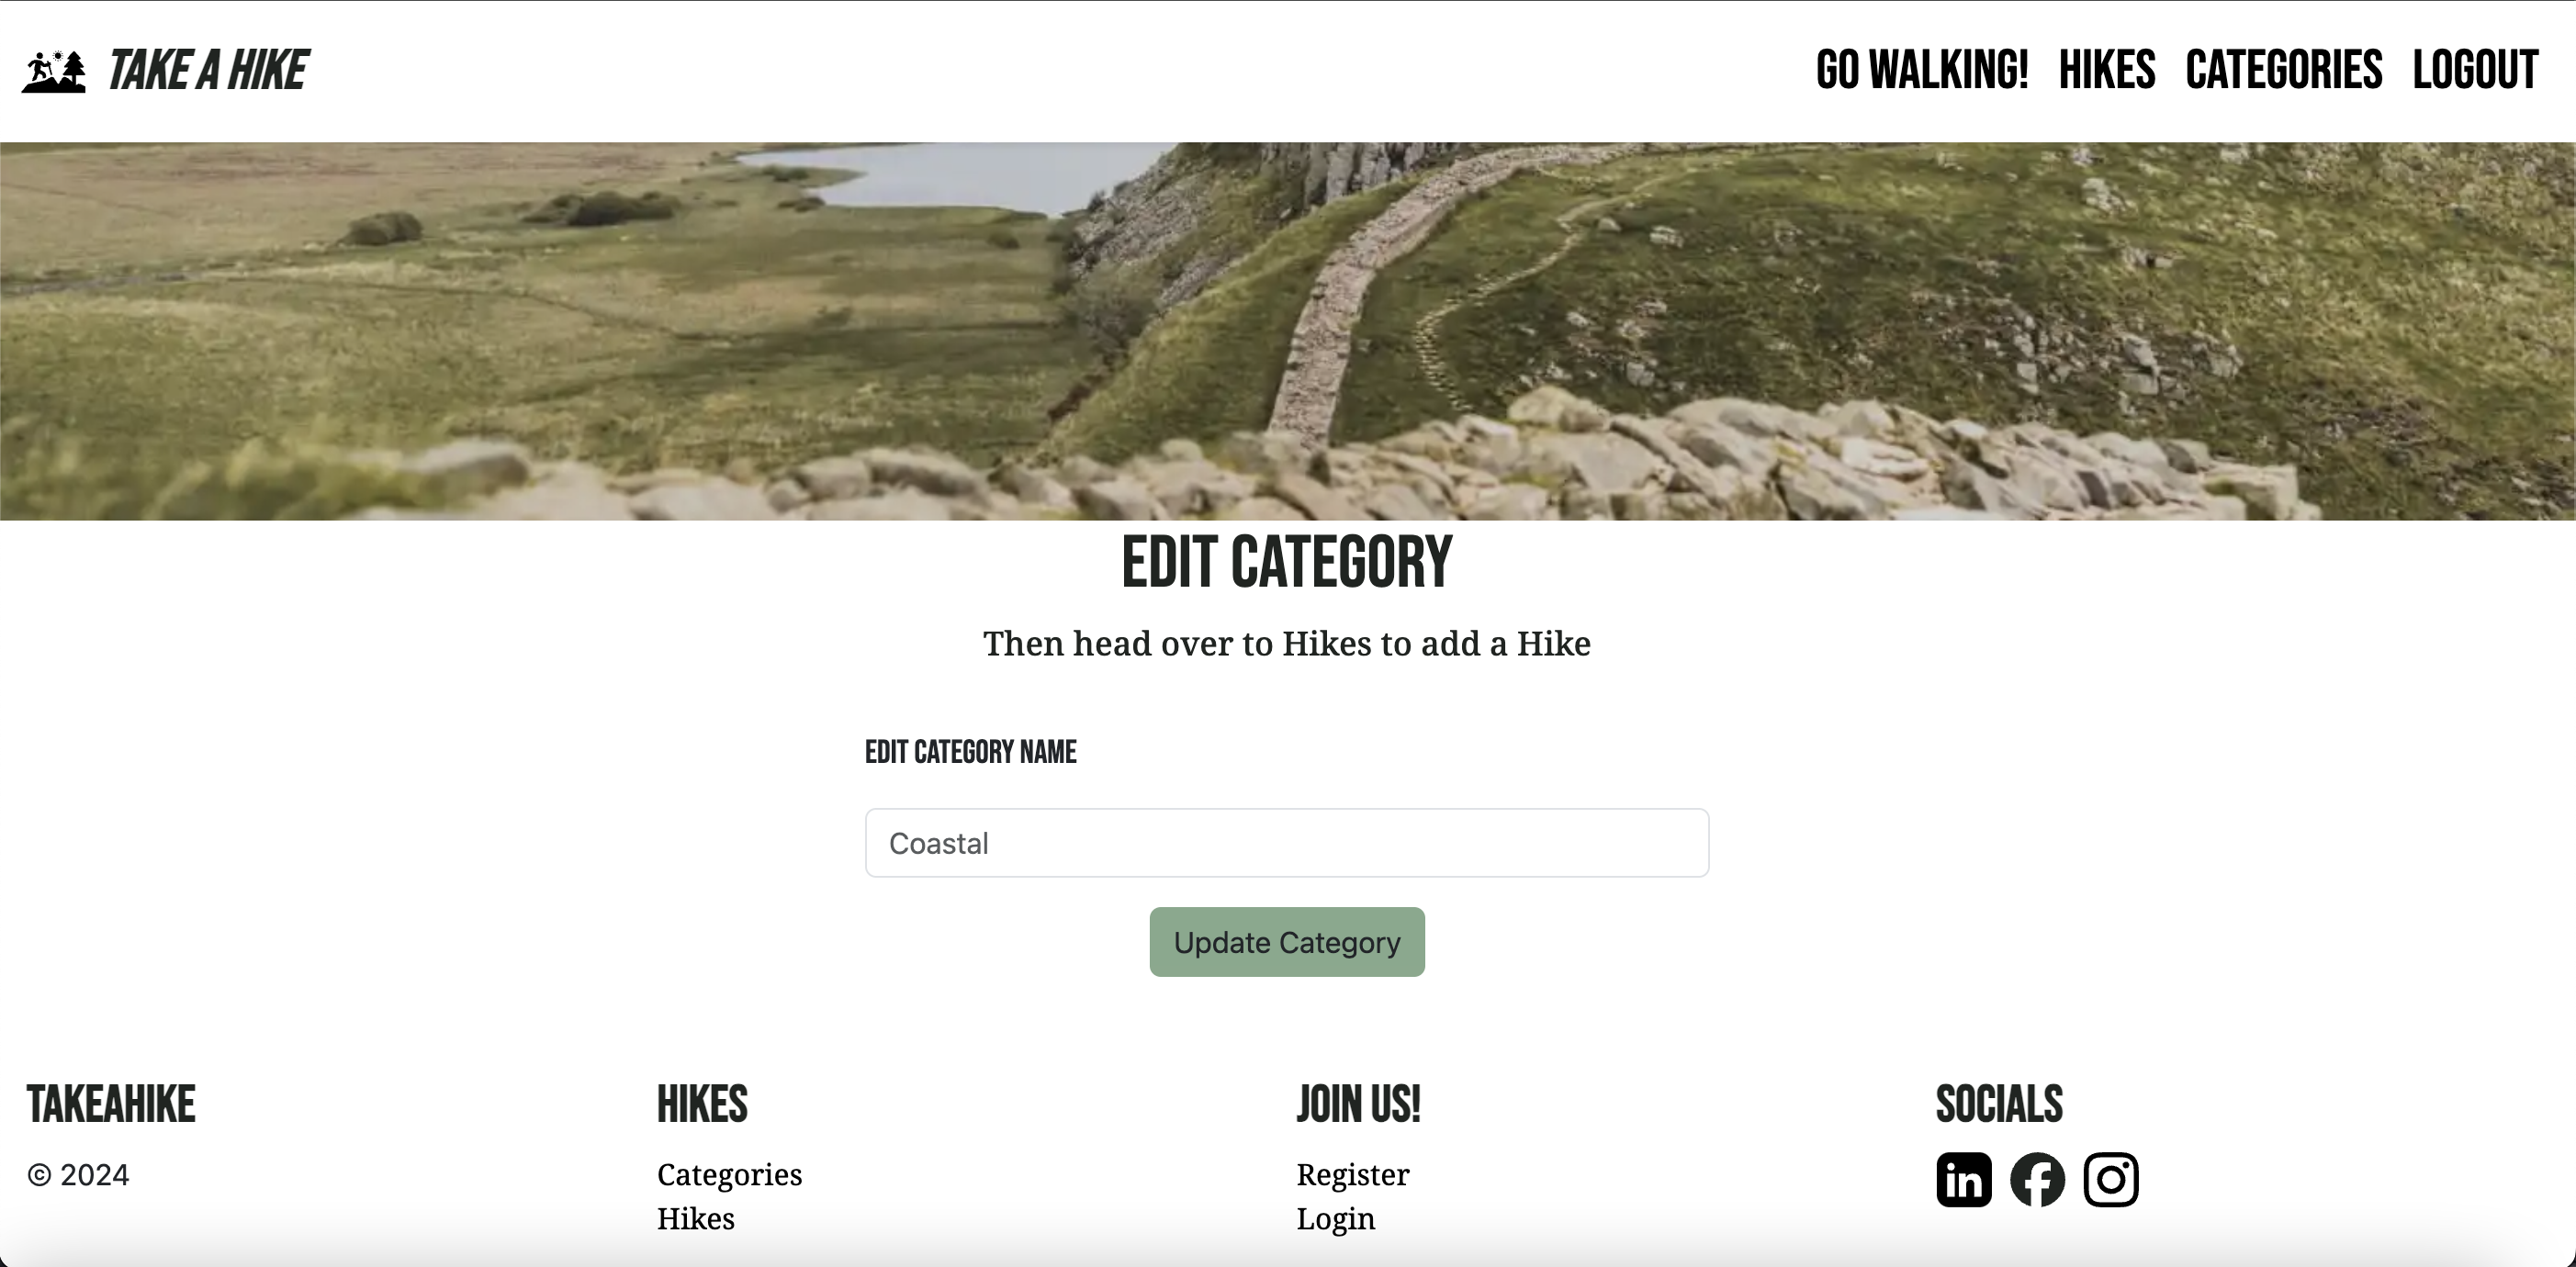 TAKE A HIKE
GO WALKING! HIKES CATEGORIES LOGOUT
EDIT CATEGORY
Then head over to Hikes to add a Hike
EDIT CATEGORY NAME
Coastal
Update Category
TAKEAHIKE
© 2024
HIKES
Categories
Hikes
JOIN US!
Register
Login
SOCIALS
in